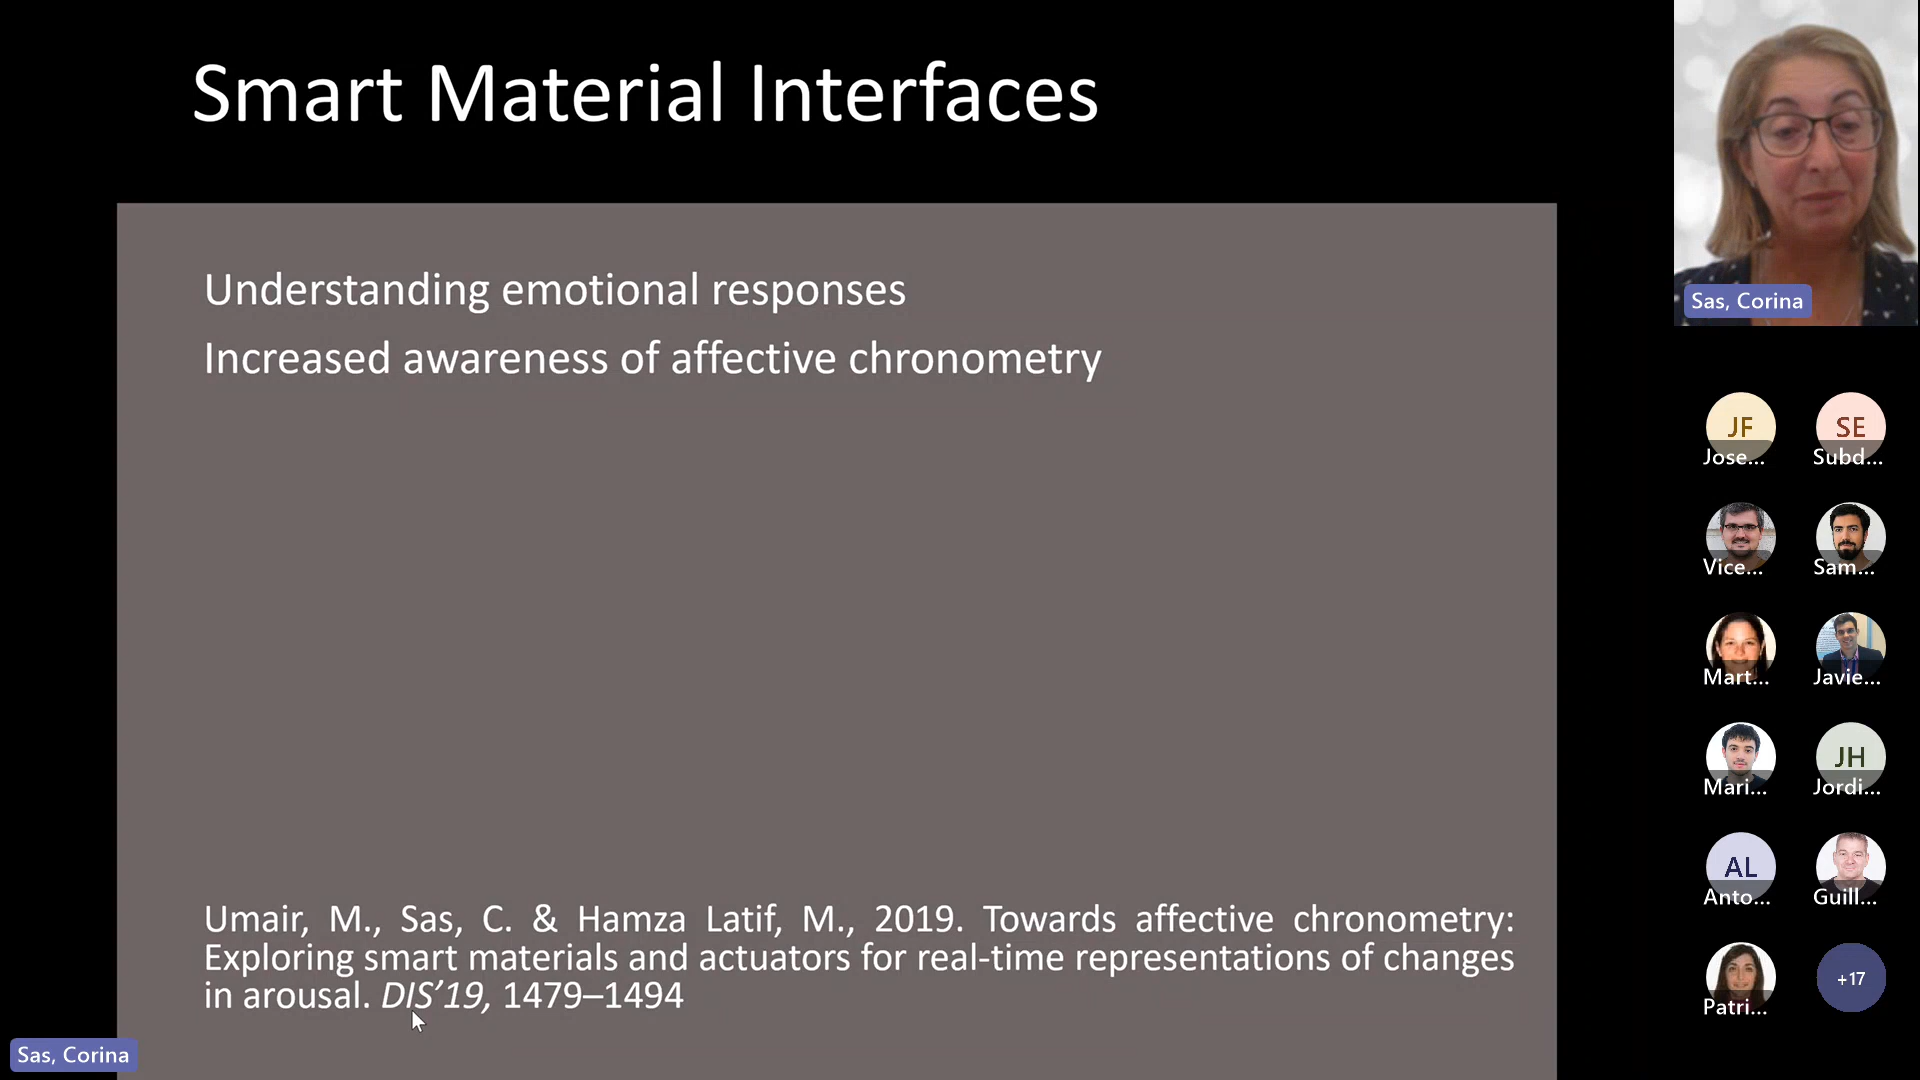 Smart Material Interfaces
Understanding emotional responses
Increased awareness of affective chronometry
Umair, M., Sas, C. & Hamza Latif, M., 2019. Towards affective chronometry:
Exploring smart materials and actuators for real-time representations of changes
in arousal. DIS’19, 1479–1494
Sas, Corina
Sas, Corina
JF
Jose...
SE
Subd...
Vice...
Sam...
Mart...
Javie...
Mari...
JH
Jordi...
AL
Anto...
Guill...
Patri...
+17